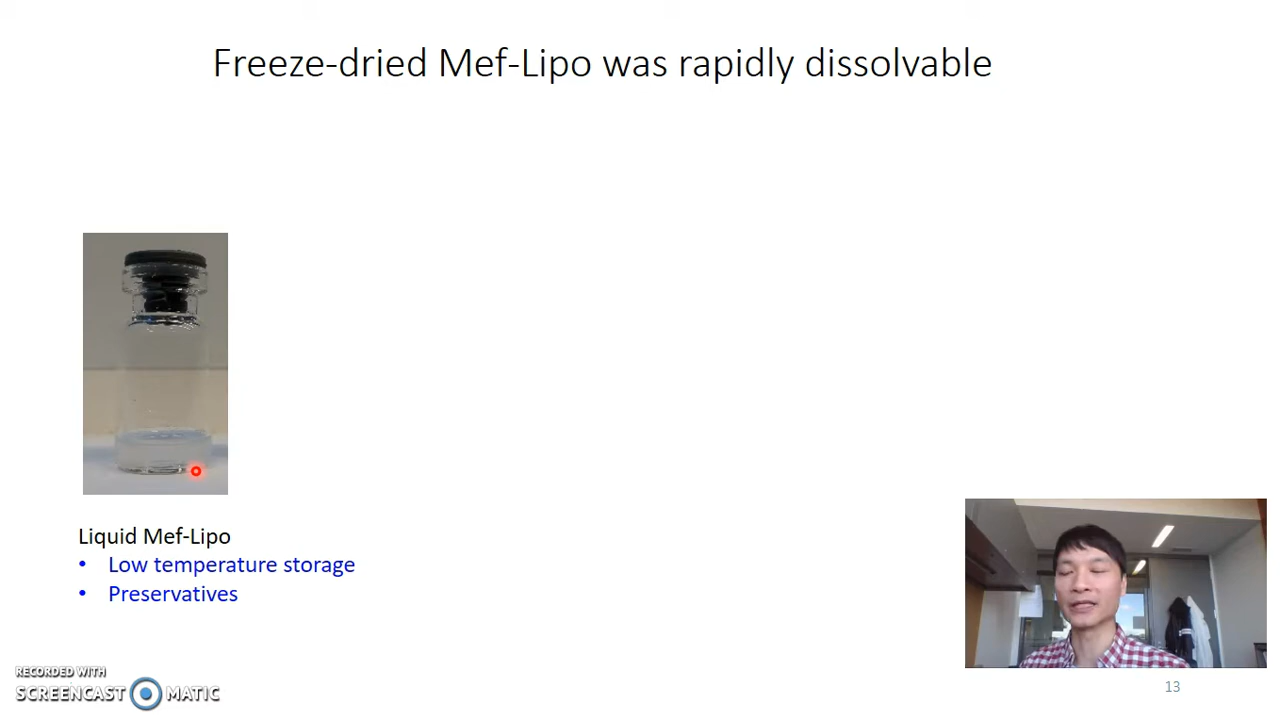 Freeze-dried Mef-Lipo was rapidly dissolvable
Liquid Mef-Lipo
• Low temperature storage
• Preservatives
RECORDED WITH
SCREENCAST MATIC
13